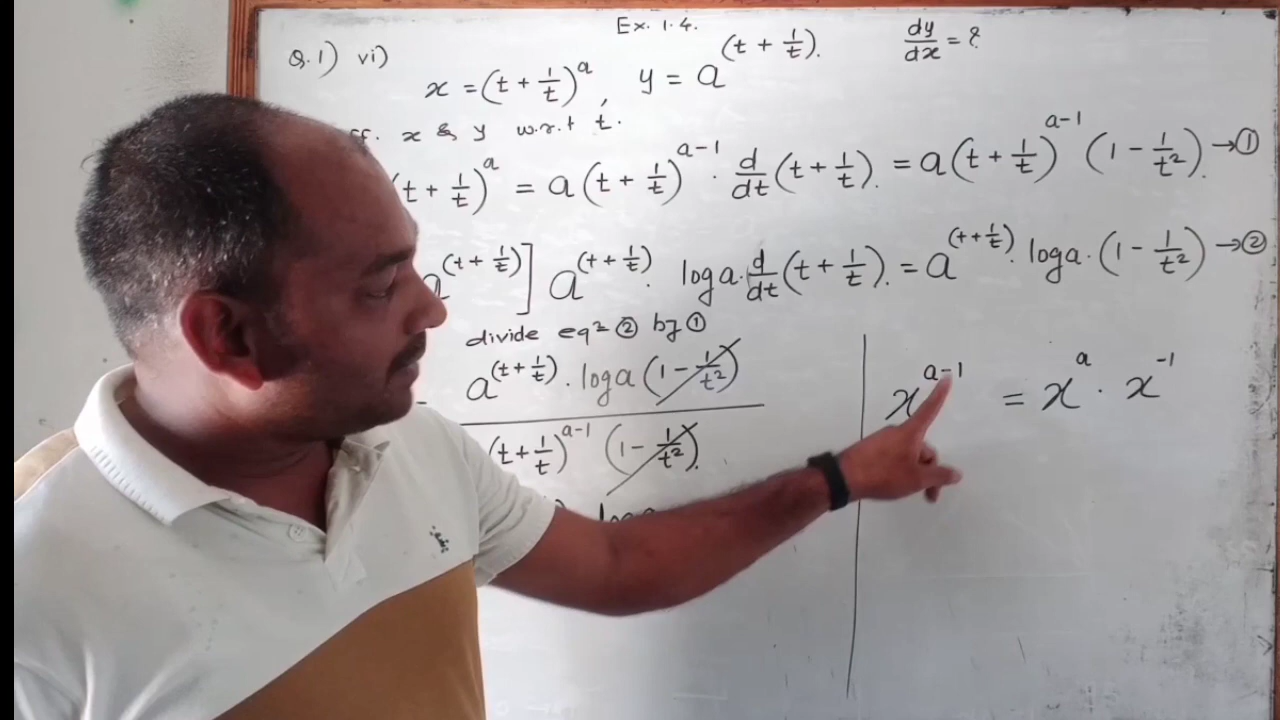 Ex. 1.4.
Q.1) vi)
x = (t + 1/t)^a, y = a^(t + 1/t). dy/dx = ?
x & y w.r.t t.
(t + 1/t)^a = a (t + 1/t)^(a-1) · d/dt (t + 1/t). = a (t + 1/t)^(a-1) (1 - 1/t²). → ①
a^(t + 1/t)] a^(t + 1/t). log a. d/dt (t + 1/t). = a^(t + 1/t). log a. (1 - 1/t²) → ②
divide eqⁿ ② by ①
a^(t + 1/t). log a (1 - 1/t²)
(t + 1/t)^(a-1) (1 - 1/t²).
x^(a-1) = x^a · x^(-1)